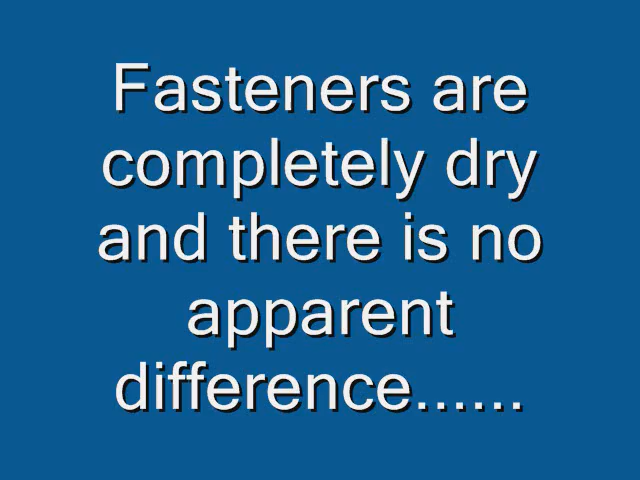 Fasteners are
completely dry
and there is no
apparent
difference......